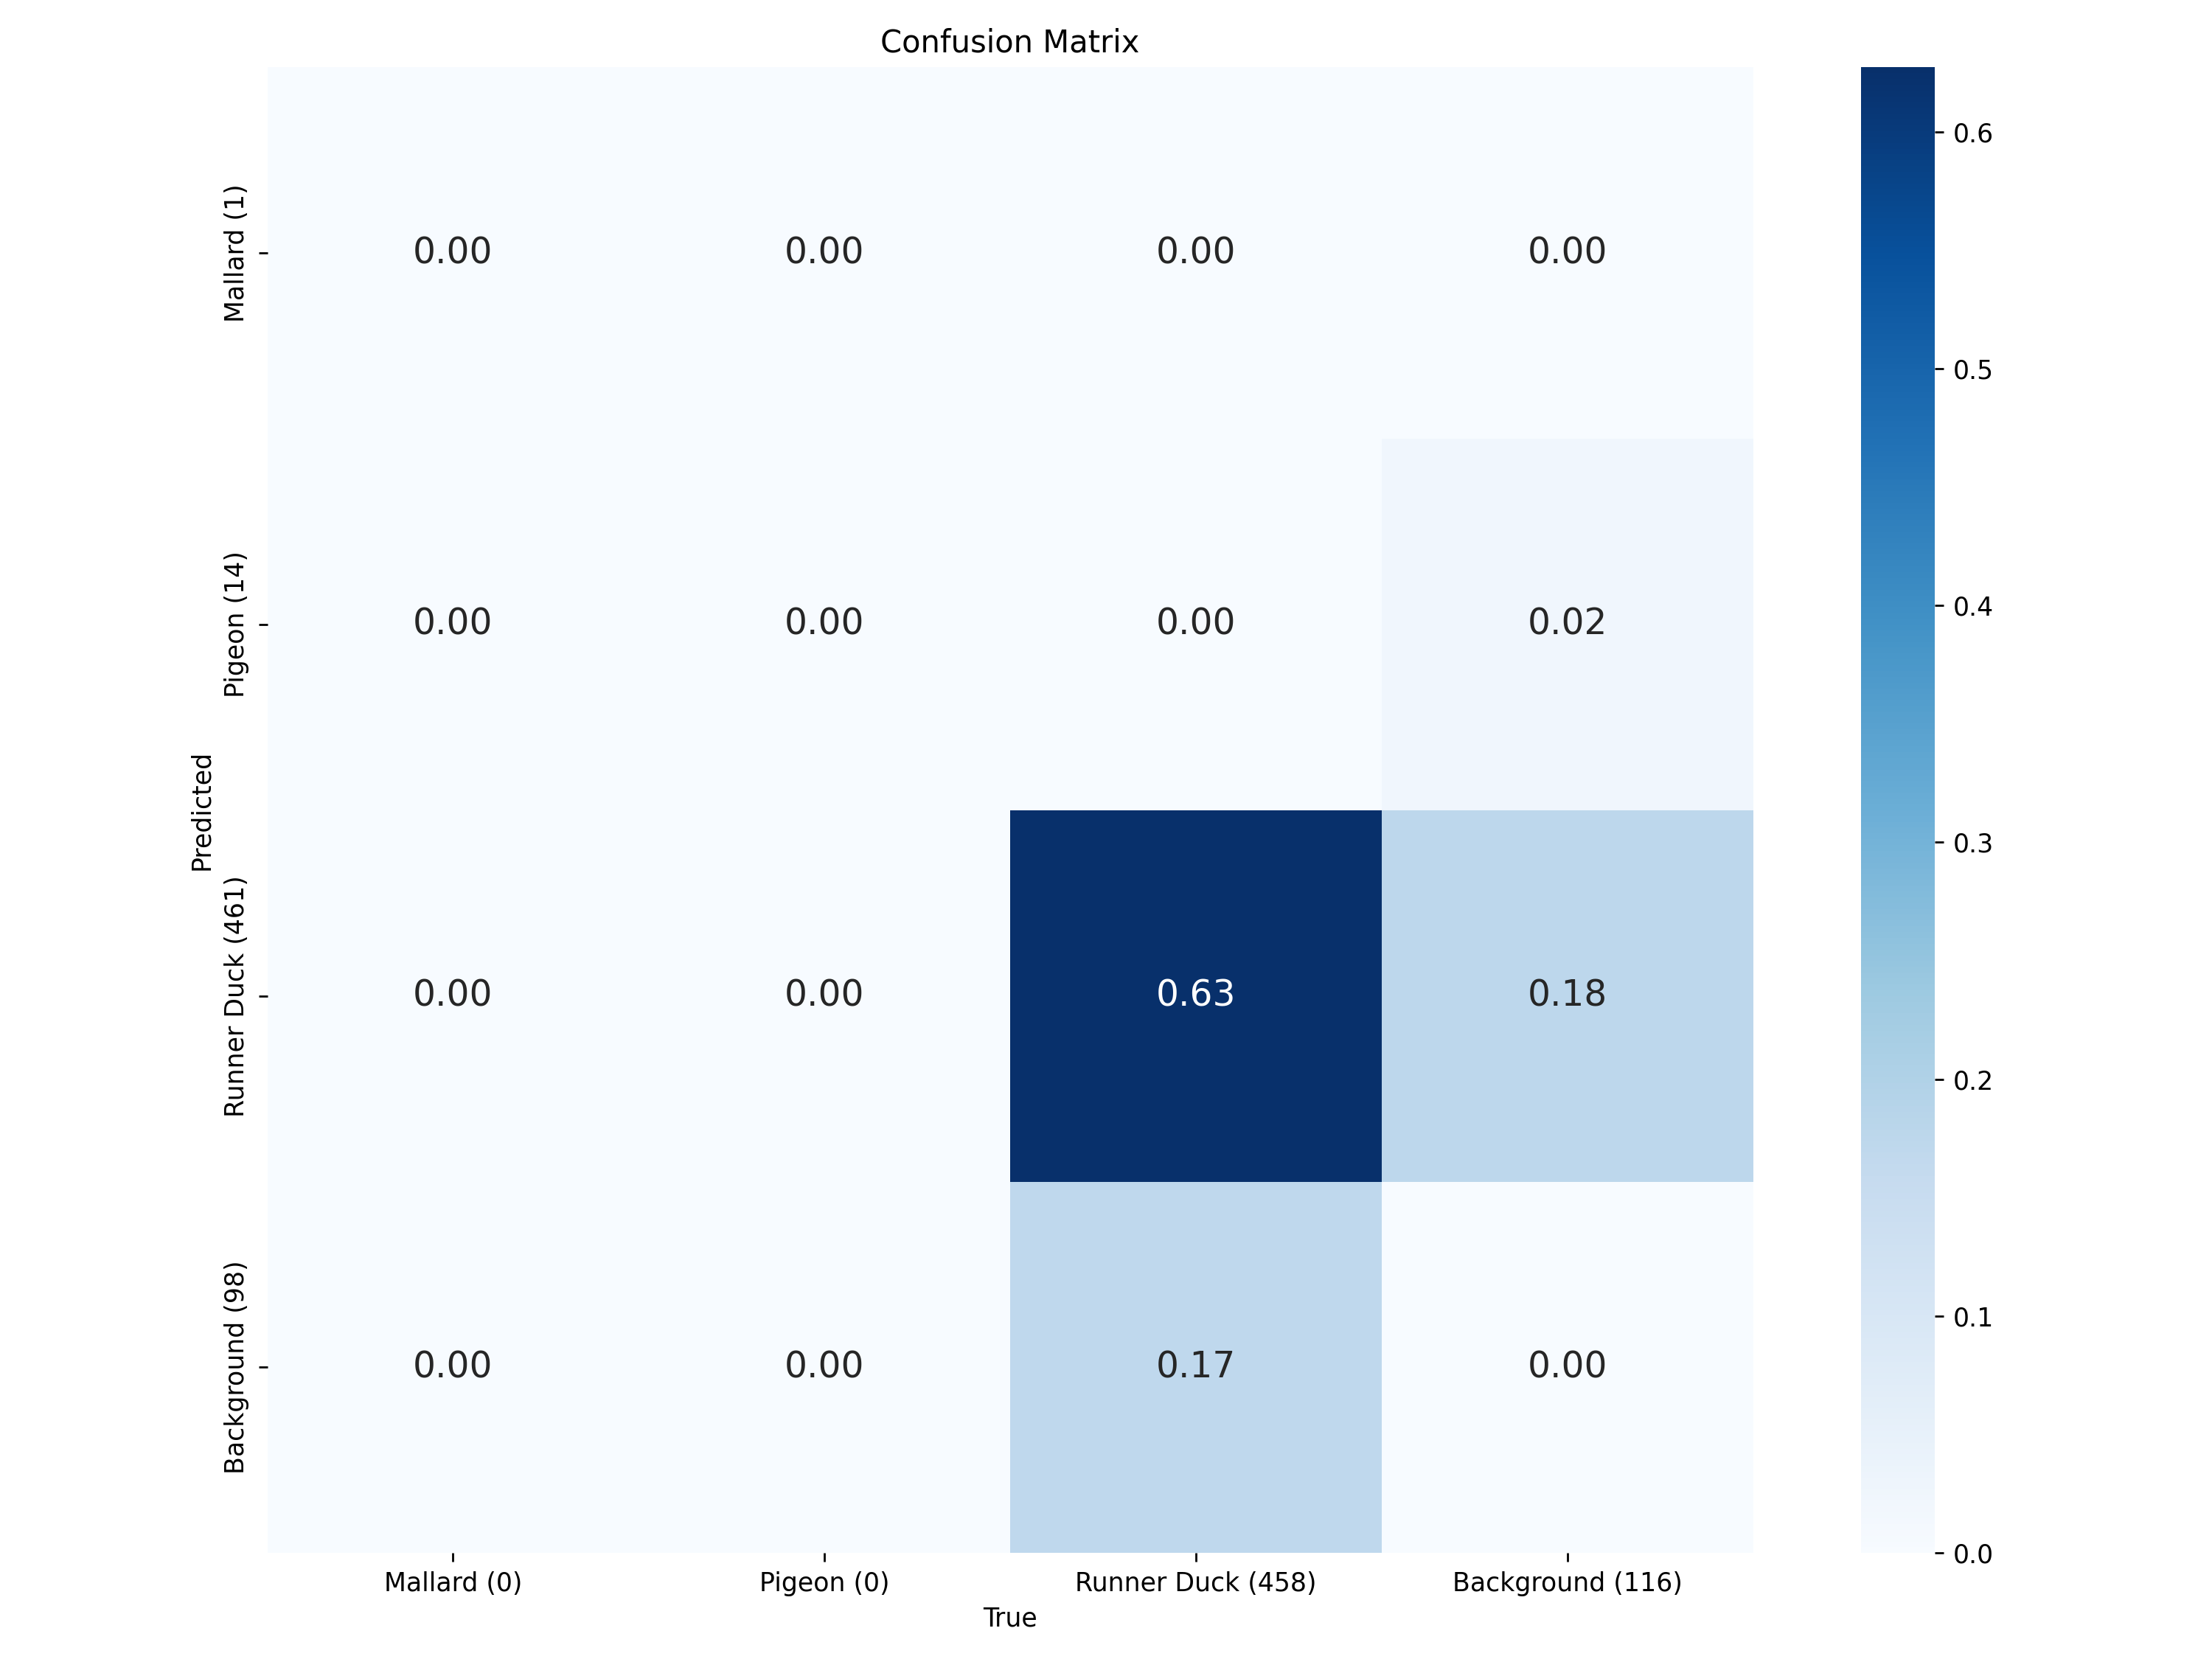 Confusion Matrix
Predicted
Mallard (1)
0.00 0.00 0.00 0.00
Pigeon (14)
0.00 0.00 0.00 0.02
Runner Duck (461)
0.00 0.00 0.63 0.18
Background (98)
0.00 0.00 0.17 0.00
Mallard (0) Pigeon (0) Runner Duck (458) Background (116)
True
0.6
0.5
0.4
0.3
0.2
0.1
0.0